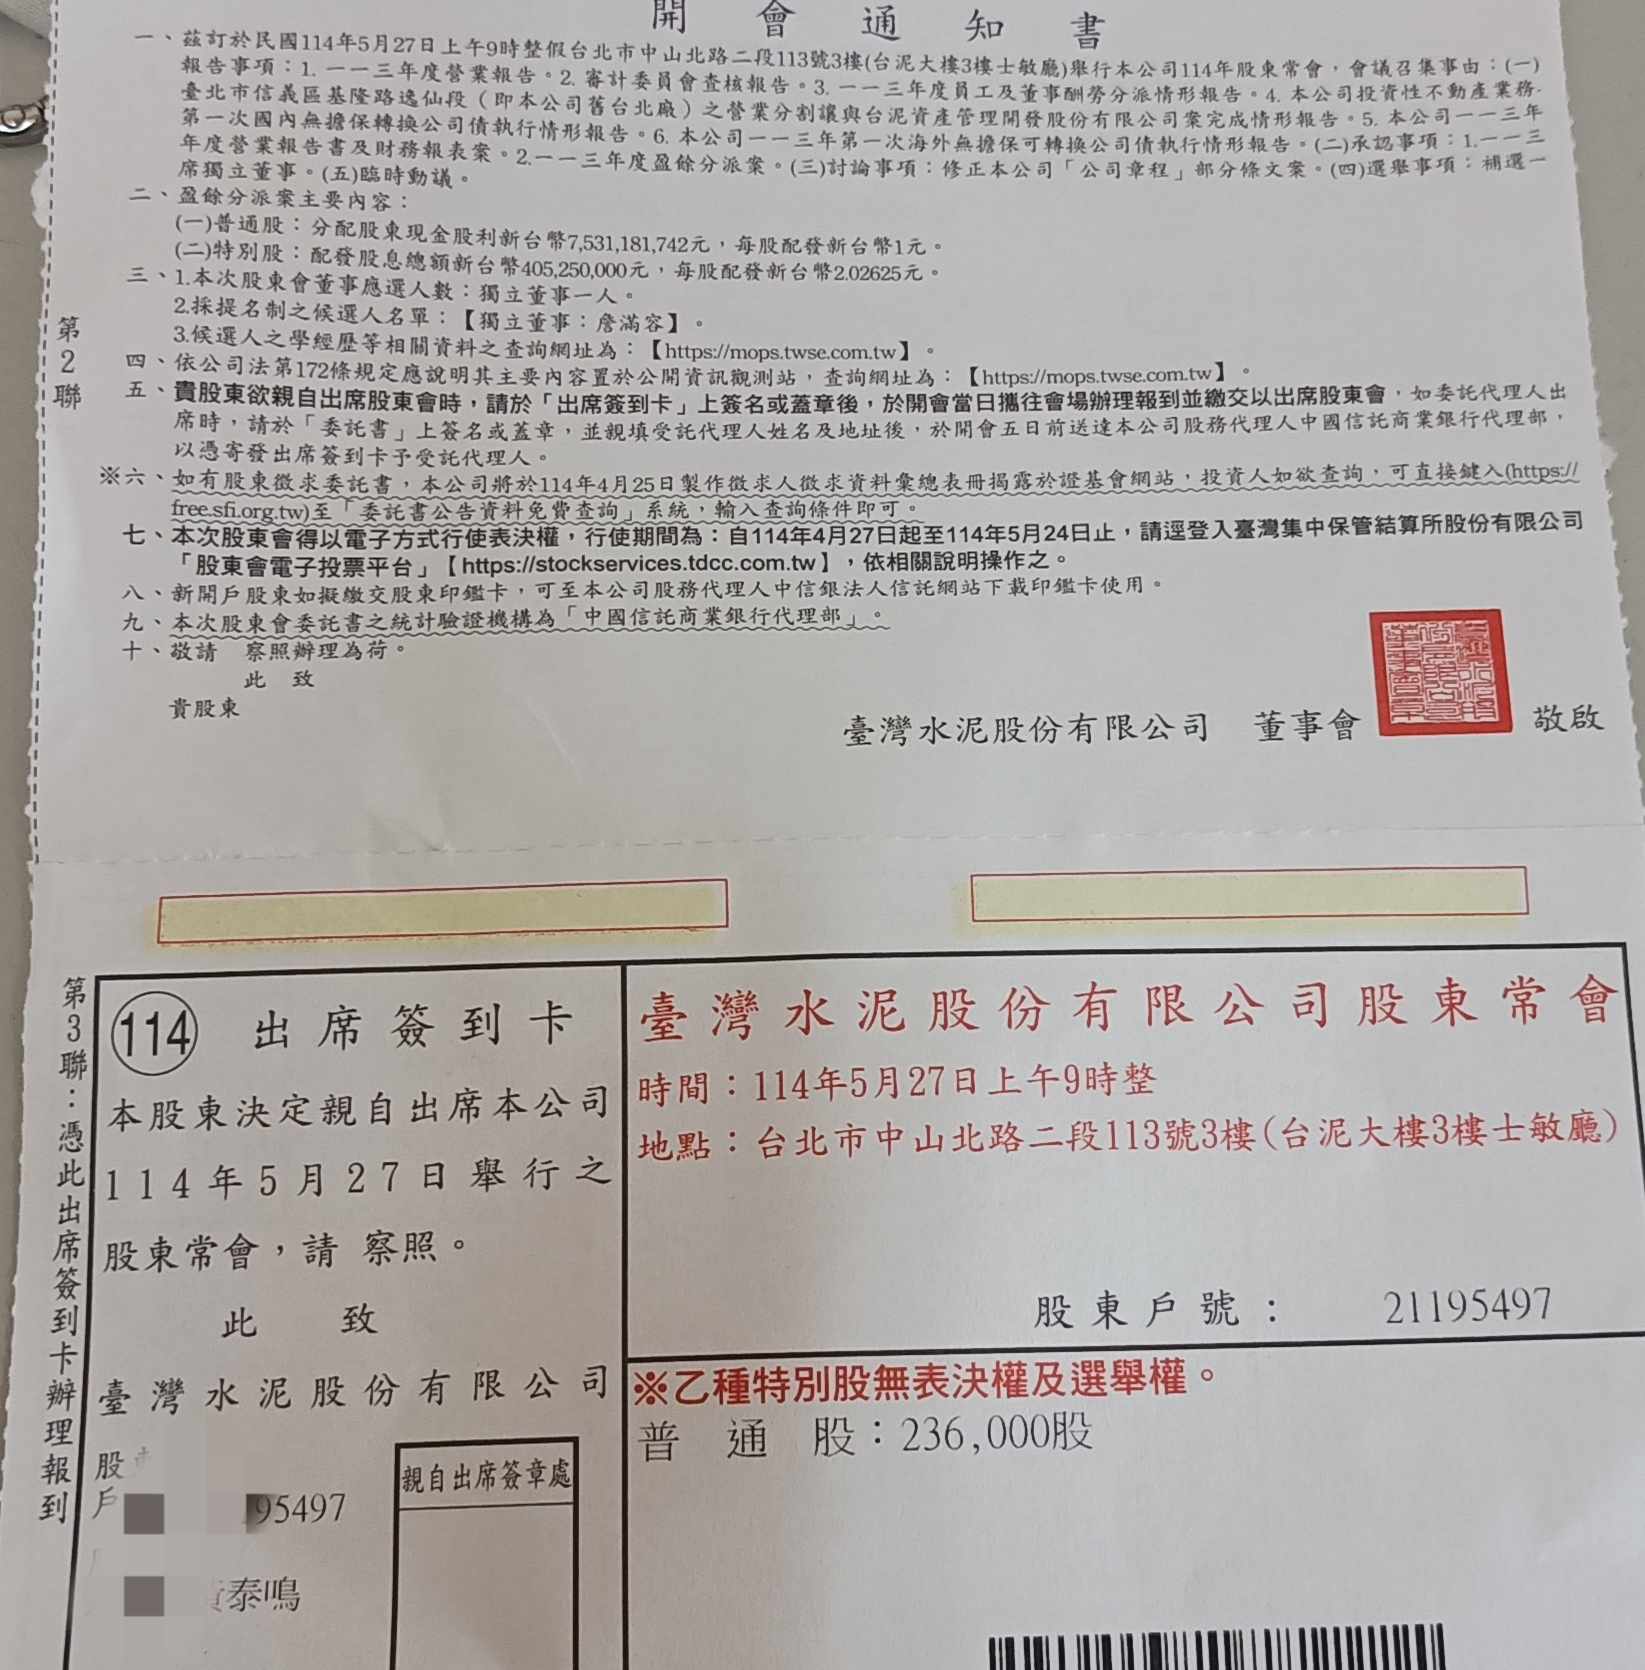 開會通知書
一、茲訂於民國114年5月27日上午9時整假台北市中山北路二段113號3樓(台泥大樓3樓士敏廳)舉行本公司114年股東常會，會議召集事由：(一)
報告事項：1. 一一三年度營業報告。2. 審計委員會查核報告。3. 一一三年度員工及董事酬勞分派情形報告。4. 本公司投資性不動產業務-
臺北市信義區基隆路逸仙段（即本公司舊台北廠）之營業分割讓與台泥資產管理開發股份有限公司案完成情形報告。5. 本公司一一三年
第一次國內無擔保轉換公司債執行情形報告。6. 本公司一一三年第一次海外無擔保可轉換公司債執行情形報告。(二)承認事項：1.一一三
年度營業報告書及財務報表案。2.一一三年度盈餘分派案。(三)討論事項：修正本公司「公司章程」部分條文案。(四)選舉事項：補選一
席獨立董事。(五)臨時動議。
二、盈餘分派案主要內容：
(一)普通股：分配股東現金股利新台幣7,531,181,742元，每股配發新台幣1元。
(二)特別股：配發股息總額新台幣405,250,000元，每股配發新台幣2.02625元。
三、1.本次股東會董事應選人數：獨立董事一人。
2.採提名制之候選人名單：【獨立董事：詹滿容】。
3.候選人之學經歷等相關資料之查詢網址為：【https://mops.twse.com.tw】。
四、依公司法第172條規定應說明其主要內容置於公開資訊觀測站，查詢網址為：【https://mops.twse.com.tw】。
五、貴股東欲親自出席股東會時，請於「出席簽到卡」上簽名或蓋章後，於開會當日攜往會場辦理報到並繳交以出席股東會，如委託代理人出
席時，請於「委託書」上簽名或蓋章，並親填受託代理人姓名及地址後，於開會五日前送達本公司股務代理人中國信託商業銀行代理部，
以憑寄發出席簽到卡予受託代理人。
※六、如有股東徵求委託書，本公司將於114年4月25日製作徵求人徵求資料彙總表冊揭露於證基會網站，投資人如欲查詢，可直接鍵入(https://
free.sfi.org.tw)至「委託書公告資料免費查詢」系統，輸入查詢條件即可。
七、本次股東會得以電子方式行使表決權，行使期間為：自114年4月27日起至114年5月24日止，請逕登入臺灣集中保管結算所股份有限公司
「股東會電子投票平台」【https://stockservices.tdcc.com.tw】，依相關說明操作之。
八、新開戶股東如擬繳交股東印鑑卡，可至本公司股務代理人中信銀法人信託網站下載印鑑卡使用。
九、本次股東會委託書之統計驗證機構為「中國信託商業銀行代理部」。
十、敬請 察照辦理為荷。
此 致
貴股東
臺灣水泥股份有限公司 董事會 敬啟
第2聯
第3聯：憑此出席簽到卡辦理報到
114 出席簽到卡
本股東決定親自出席本公司
114年5月27日舉行之
股東常會，請 察照。
此 致
臺灣水泥股份有限公司
股
戶 95497
泰鳴
親自出席簽章處
臺灣水泥股份有限公司股東常會
時間：114年5月27日上午9時整
地點：台北市中山北路二段113號3樓(台泥大樓3樓士敏廳)
股東戶號： 21195497
※乙種特別股無表決權及選舉權。
普通股：236,000股